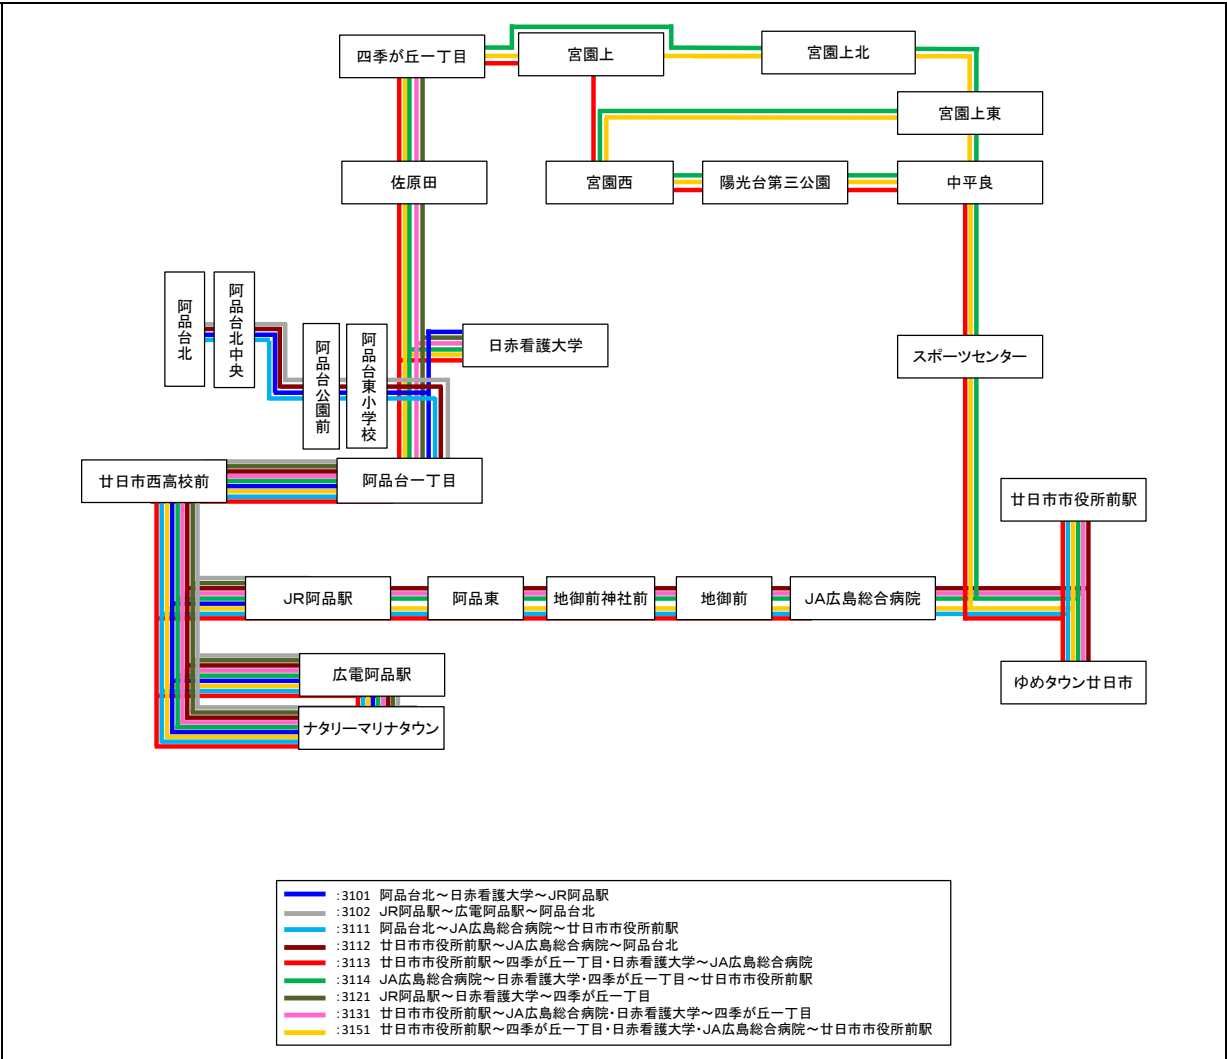 四季が丘一丁目
宮園上
宮園上北
宮園上東
佐原田
宮園西
陽光台第三公園
中平良
阿品台北
阿品台北中央
阿品台公園前
阿品台東小学校
日赤看護大学
スポーツセンター
廿日市西高校前
阿品台一丁目
廿日市市役所前駅
JR阿品駅
阿品東
地御前神社前
地御前
JA広島総合病院
広電阿品駅
ゆめタウン廿日市
ナタリーマリナタウン
:3101 阿品台北~日赤看護大学~JR阿品駅
:3102 JR阿品駅~広電阿品駅~阿品台北
:3111 阿品台北~JA広島総合病院~廿日市市役所前駅
:3112 廿日市市役所前駅~JA広島総合病院~阿品台北
:3113 廿日市市役所前駅~四季が丘一丁目・日赤看護大学~JA広島総合病院
:3114 JA広島総合病院~日赤看護大学・四季が丘一丁目~廿日市市役所前駅
:3121 JR阿品駅~日赤看護大学~四季が丘一丁目
:3131 廿日市市役所前駅~JA広島総合病院・日赤看護大学~四季が丘一丁目
:3151 廿日市市役所前駅~四季が丘一丁目・日赤看護大学・JA広島総合病院~廿日市市役所前駅